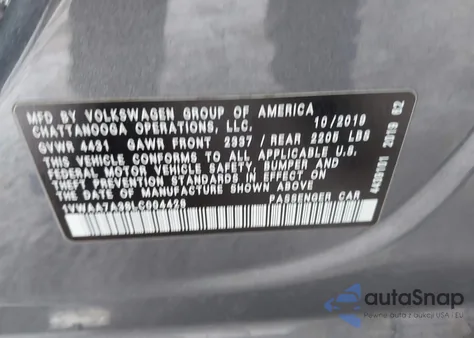 MFD BY VOLKSWAGEN GROUP OF AMERICA
CHATTANOOGA OPERATIONS, LLC. 10/2019
GVWR 4431 GAWR FRONT 2337 / REAR 2205 LBS
THIS VEHICLE CONFORMS TO ALL APPLICABLE U.S.
FEDERAL MOTOR VEHICLE SAFETY, BUMPER AND
THEFT PREVENTION STANDARDS IN EFFECT ON
THE DATE OF MANUFACTURE SHOWN ABOVE
PASSENGER CAR
2019
autoSnap